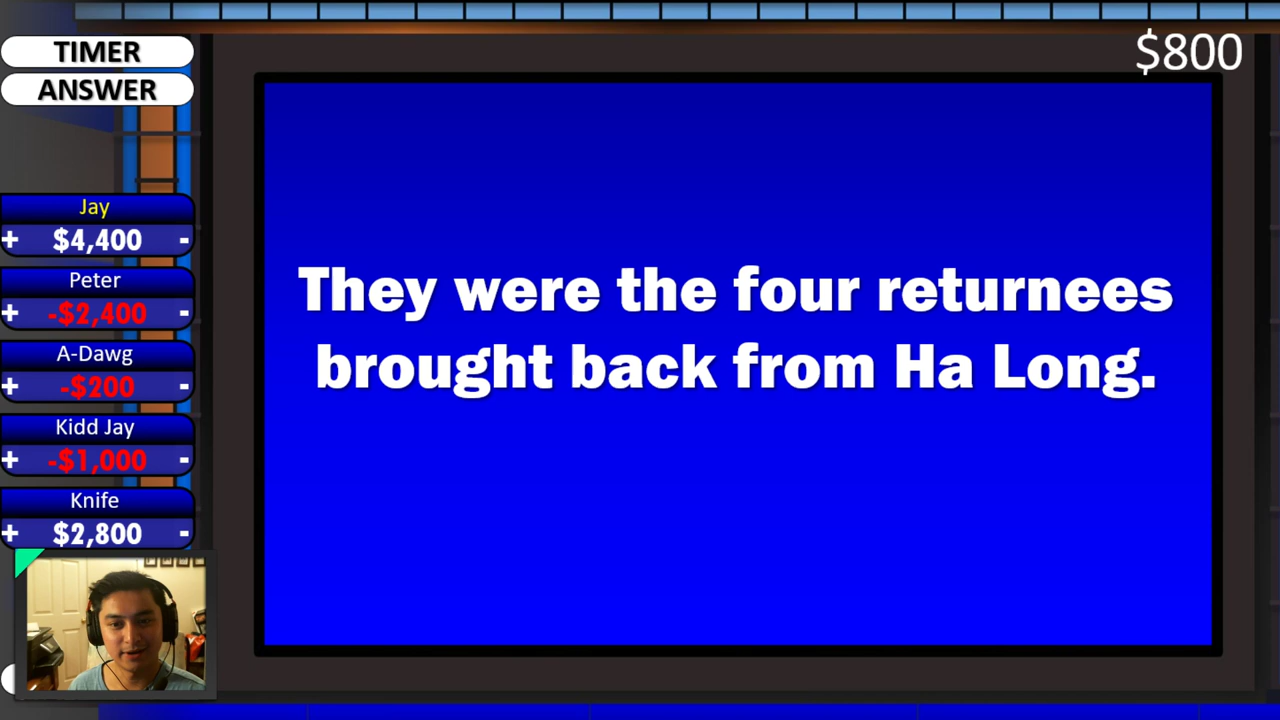 $800
TIMER
ANSWER
Jay
+ $4,400 -
Peter
+ -$2,400 -
A-Dawg
+ -$200 -
Kidd Jay
+ -$1,000 -
Knife
+ $2,800 -
They were the four returnees
brought back from Ha Long.